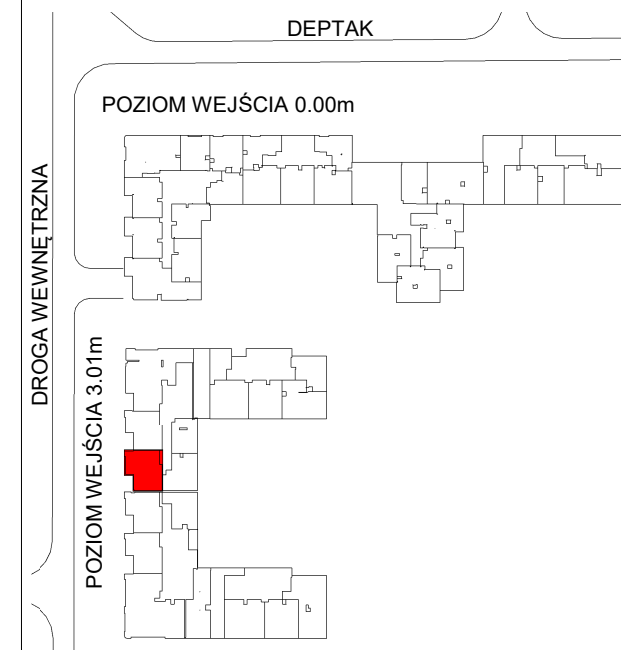 DEPTAK
POZIOM WEJŚCIA 0.00m
DROGA WEWNĘTRZNA
POZIOM WEJŚCIA 3.01m